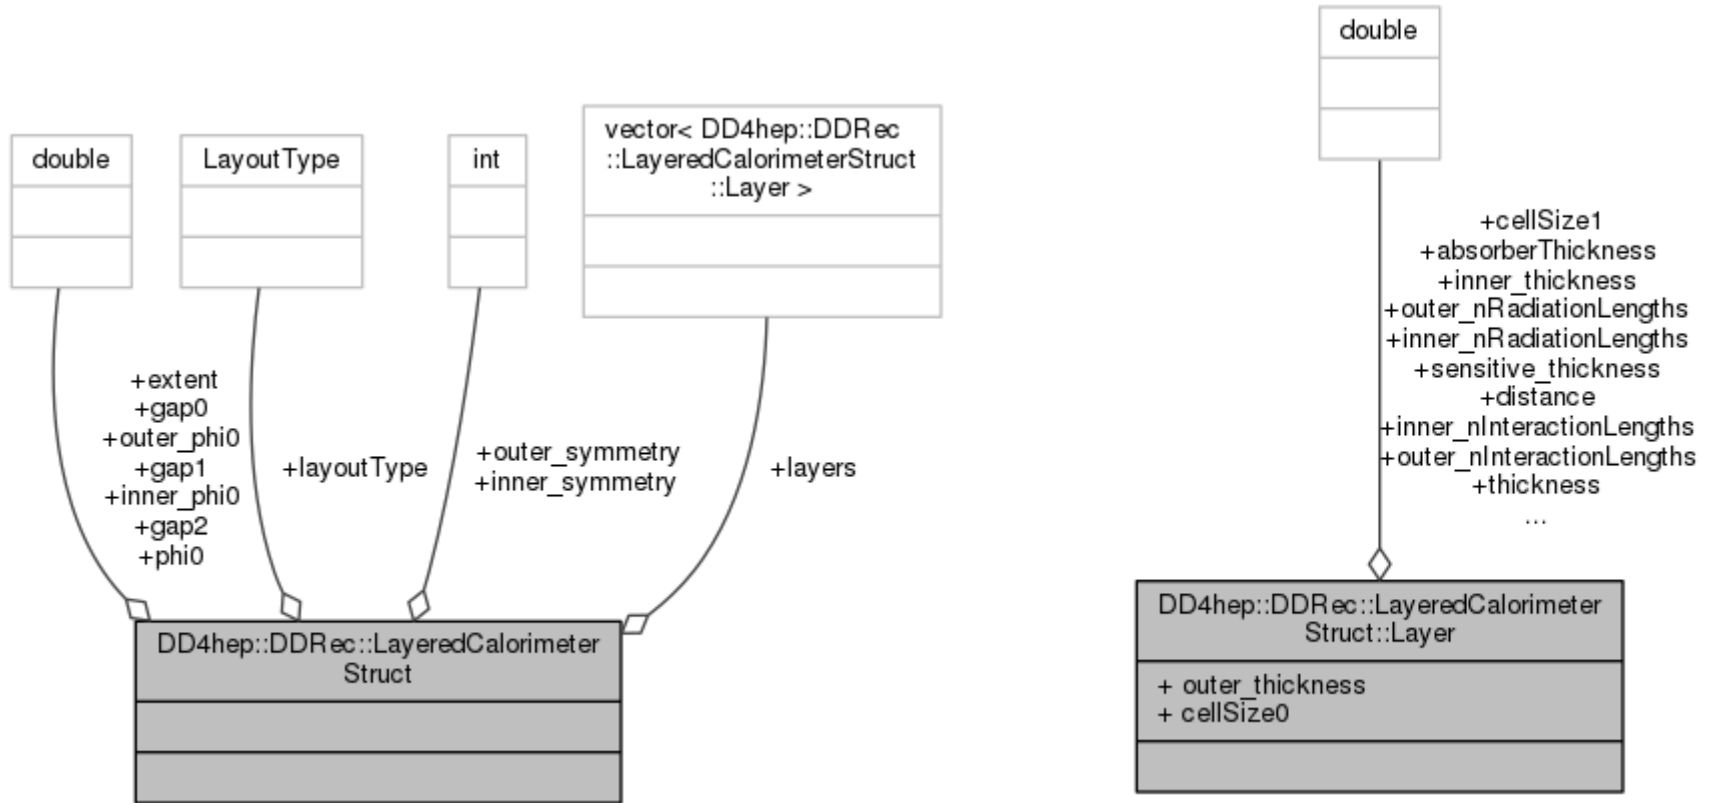 double
LayoutType
int
vector< DD4hep::DDRec
::LayeredCalorimeterStruct
::Layer >
+extent
+gap0
+outer_phi0
+gap1
+inner_phi0
+gap2
+phi0
+layoutType
+outer_symmetry
+inner_symmetry
+layers
DD4hep::DDRec::LayeredCalorimeter
Struct
double
+cellSize1
+absorberThickness
+inner_thickness
+outer_nRadiationLengths
+inner_nRadiationLengths
+sensitive_thickness
+distance
+inner_nInteractionLengths
+outer_nInteractionLengths
+thickness
...
DD4hep::DDRec::LayeredCalorimeter
Struct::Layer
+ outer_thickness
+ cellSize0